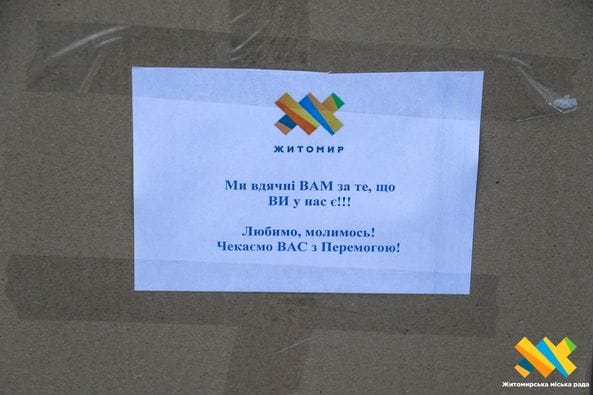 ЖИТОМИР
Ми вдячні ВАМ за те, що
ВИ у нас є!!!
Любимо, молимось!
Чекаємо ВАС з Перемогою!
Житомирська міська рада